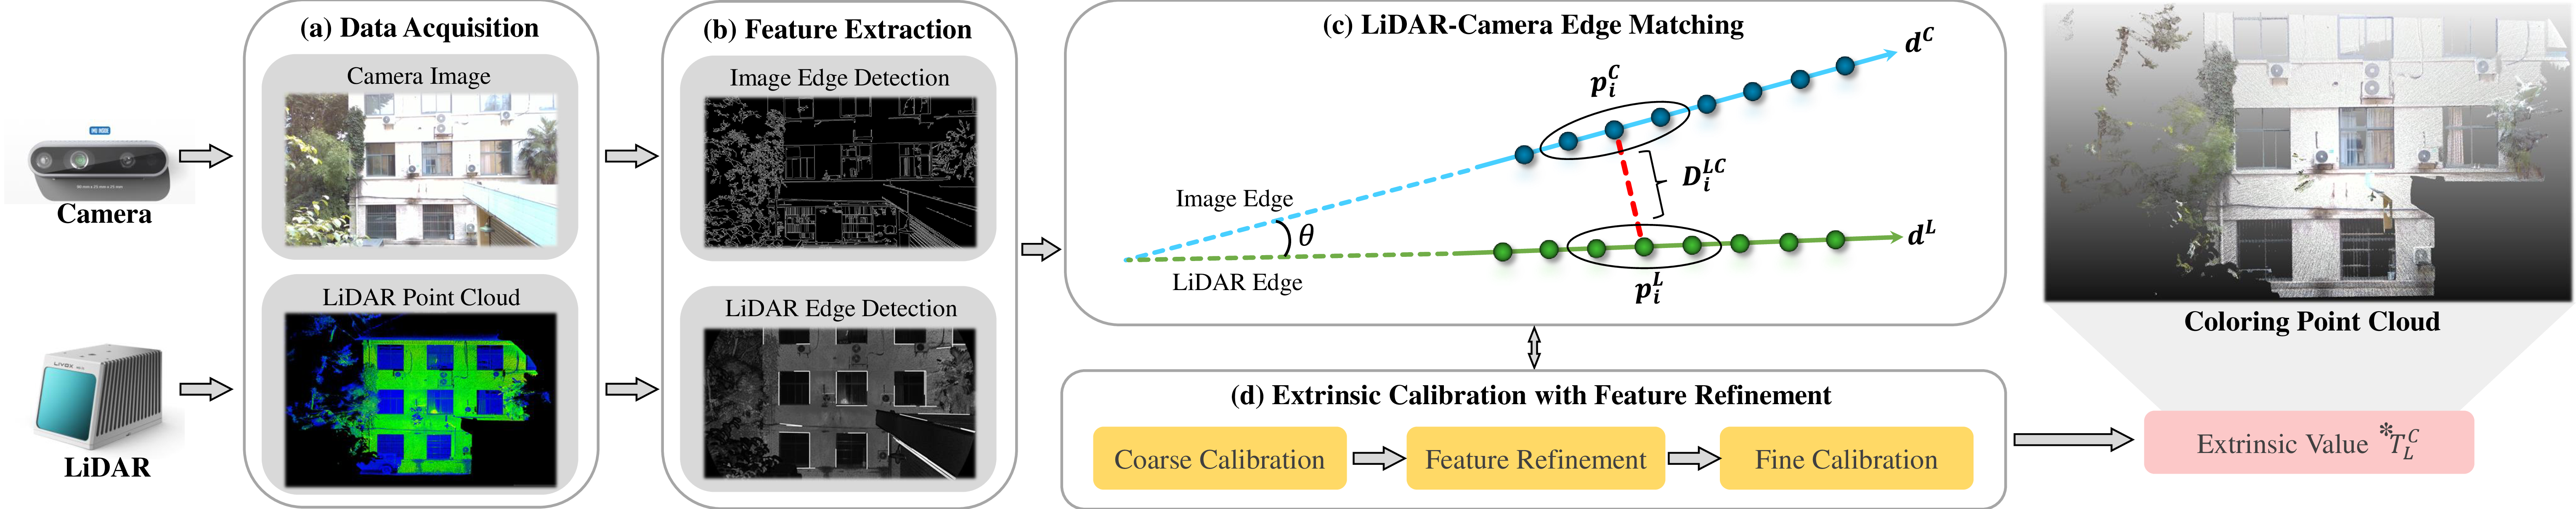 (a) Data Acquisition
Camera Image
Camera
LiDAR Point Cloud
LIVOX
LiDAR
(b) Feature Extraction
Image Edge Detection
LiDAR Edge Detection
(c) LiDAR-Camera Edge Matching
d^C
p_i^C
D_i^{LC}
Image Edge
θ
d^L
LiDAR Edge
p_i^L
(d) Extrinsic Calibration with Feature Refinement
Coarse Calibration
Feature Refinement
Fine Calibration
Coloring Point Cloud
Extrinsic Value *T_L^C